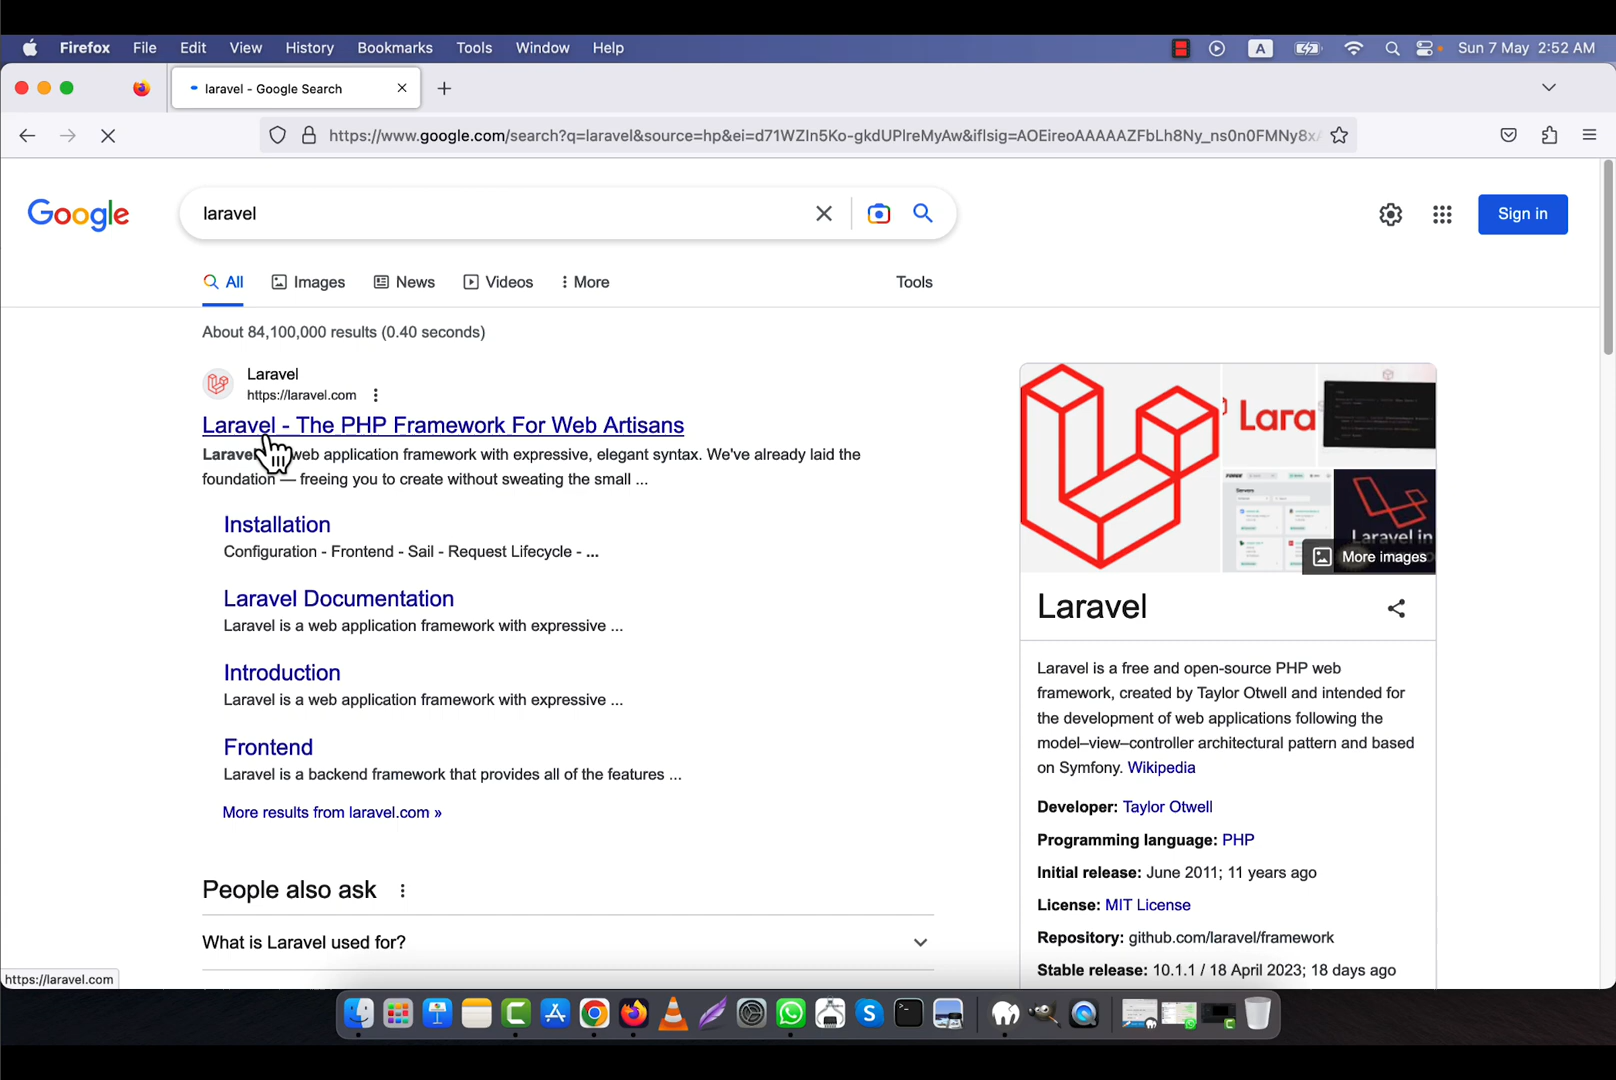 Firefox File Edit View History Bookmarks Tools Window Help
A
Sun 7 May 2:52 AM
laravel - Google Search
https://www.google.com/search?q=laravel&source=hp&ei=d71WZIn5Ko-gkdUPlreMyAw&iflsig=AOEireoAAAAAZFbLh8Ny_ns0n0FMNy8x
Google
laravel
Sign in
All
Images
News
Videos
More
Tools
About 84,100,000 results (0.40 seconds)
Laravel
https://laravel.com
Laravel - The PHP Framework For Web Artisans
web application framework with expressive, elegant syntax. We've already laid the
foundation — freeing you to create without sweating the small ...
Installation
Configuration - Frontend - Sail - Request Lifecycle - ...
Laravel Documentation
Laravel is a web application framework with expressive ...
Introduction
Laravel is a web application framework with expressive ...
Frontend
Laravel is a backend framework that provides all of the features ...
More results from laravel.com »
People also ask
What is Laravel used for?
https://laravel.com
Lara
Servers
Laravel in
More images
Laravel
Laravel is a free and open-source PHP web
framework, created by Taylor Otwell and intended for
the development of web applications following the
model–view–controller architectural pattern and based
on Symfony. Wikipedia
Developer: Taylor Otwell
Programming language: PHP
Initial release: June 2011; 11 years ago
License: MIT License
Repository: github.com/laravel/framework
Stable release: 10.1.1 / 18 April 2023; 18 days ago